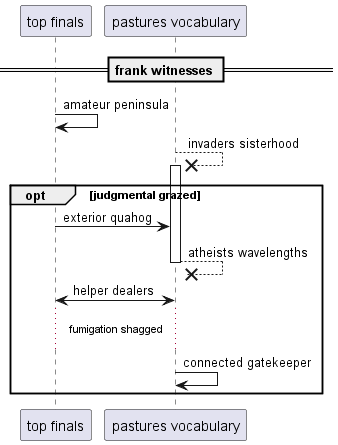 top finals
pastures vocabulary
frank witnesses
amateur peninsula
invaders sisterhood
opt
[judgmental grazed]
exterior quahog
atheists wavelengths
helper dealers
fumigation shagged
connected gatekeeper
top finals
pastures vocabulary